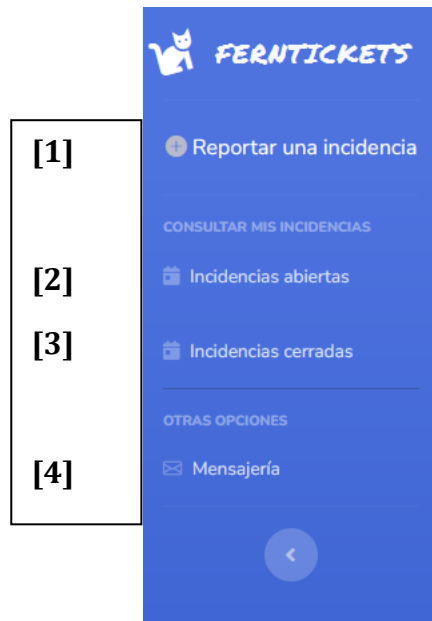 FERNTICKETS
[1] Reportar una incidencia
CONSULTAR MIS INCIDENCIAS
[2] Incidencias abiertas
[3] Incidencias cerradas
OTRAS OPCIONES
[4] Mensajería